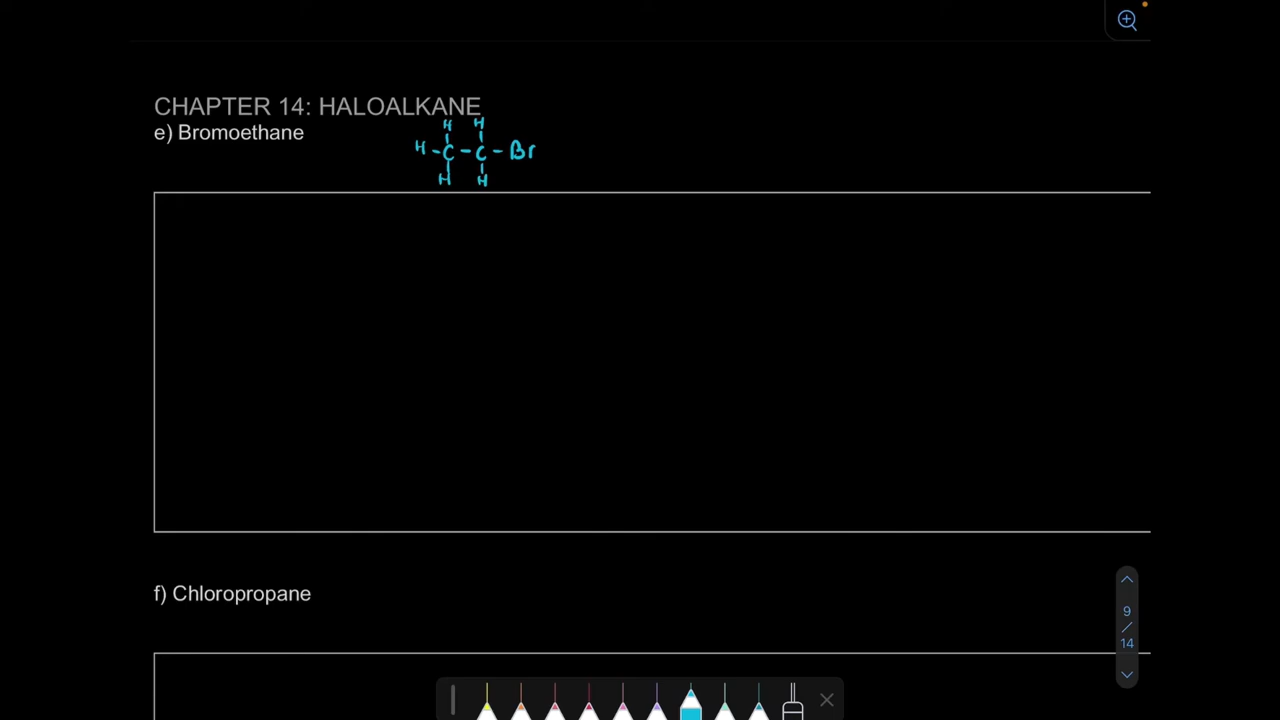 CHAPTER 14: HALOALKANE
e) Bromoethane
H H
H - C - C - Br
H H
f) Chloropropane
9
/
14